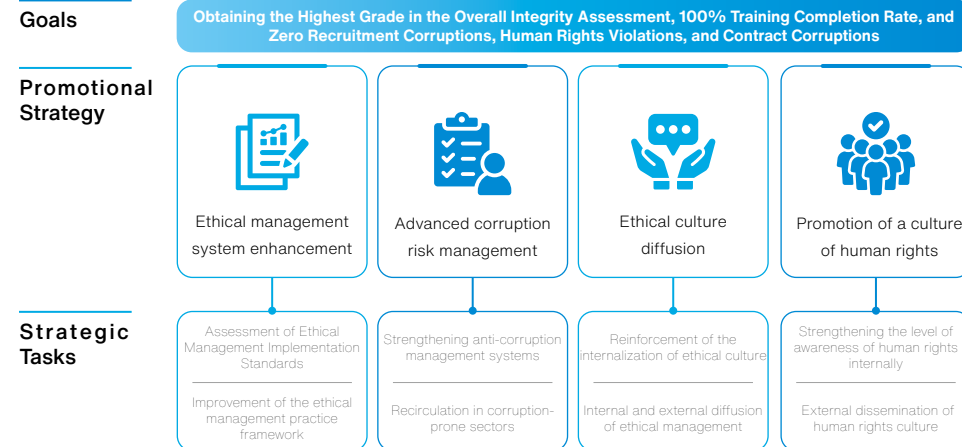 Goals
Obtaining the Highest Grade in the Overall Integrity Assessment, 100% Training Completion Rate, and
Zero Recruitment Corruptions, Human Rights Violations, and Contract Corruptions
Promotional
Strategy
Ethical management
system enhancement
Advanced corruption
risk management
Ethical culture
diffusion
Promotion of a culture
of human rights
Strategic
Tasks
Assessment of Ethical
Management Implementation
Standards
Improvement of the ethical
management practice
framework
Strengthening anti-corruption
management systems
Recirculation in corruption-
prone sectors
Reinforcement of the
internalization of ethical culture
Internal and external diffusion
of ethical management
Strengthening the level of
awareness of human rights
internally
External dissemination of
human rights culture